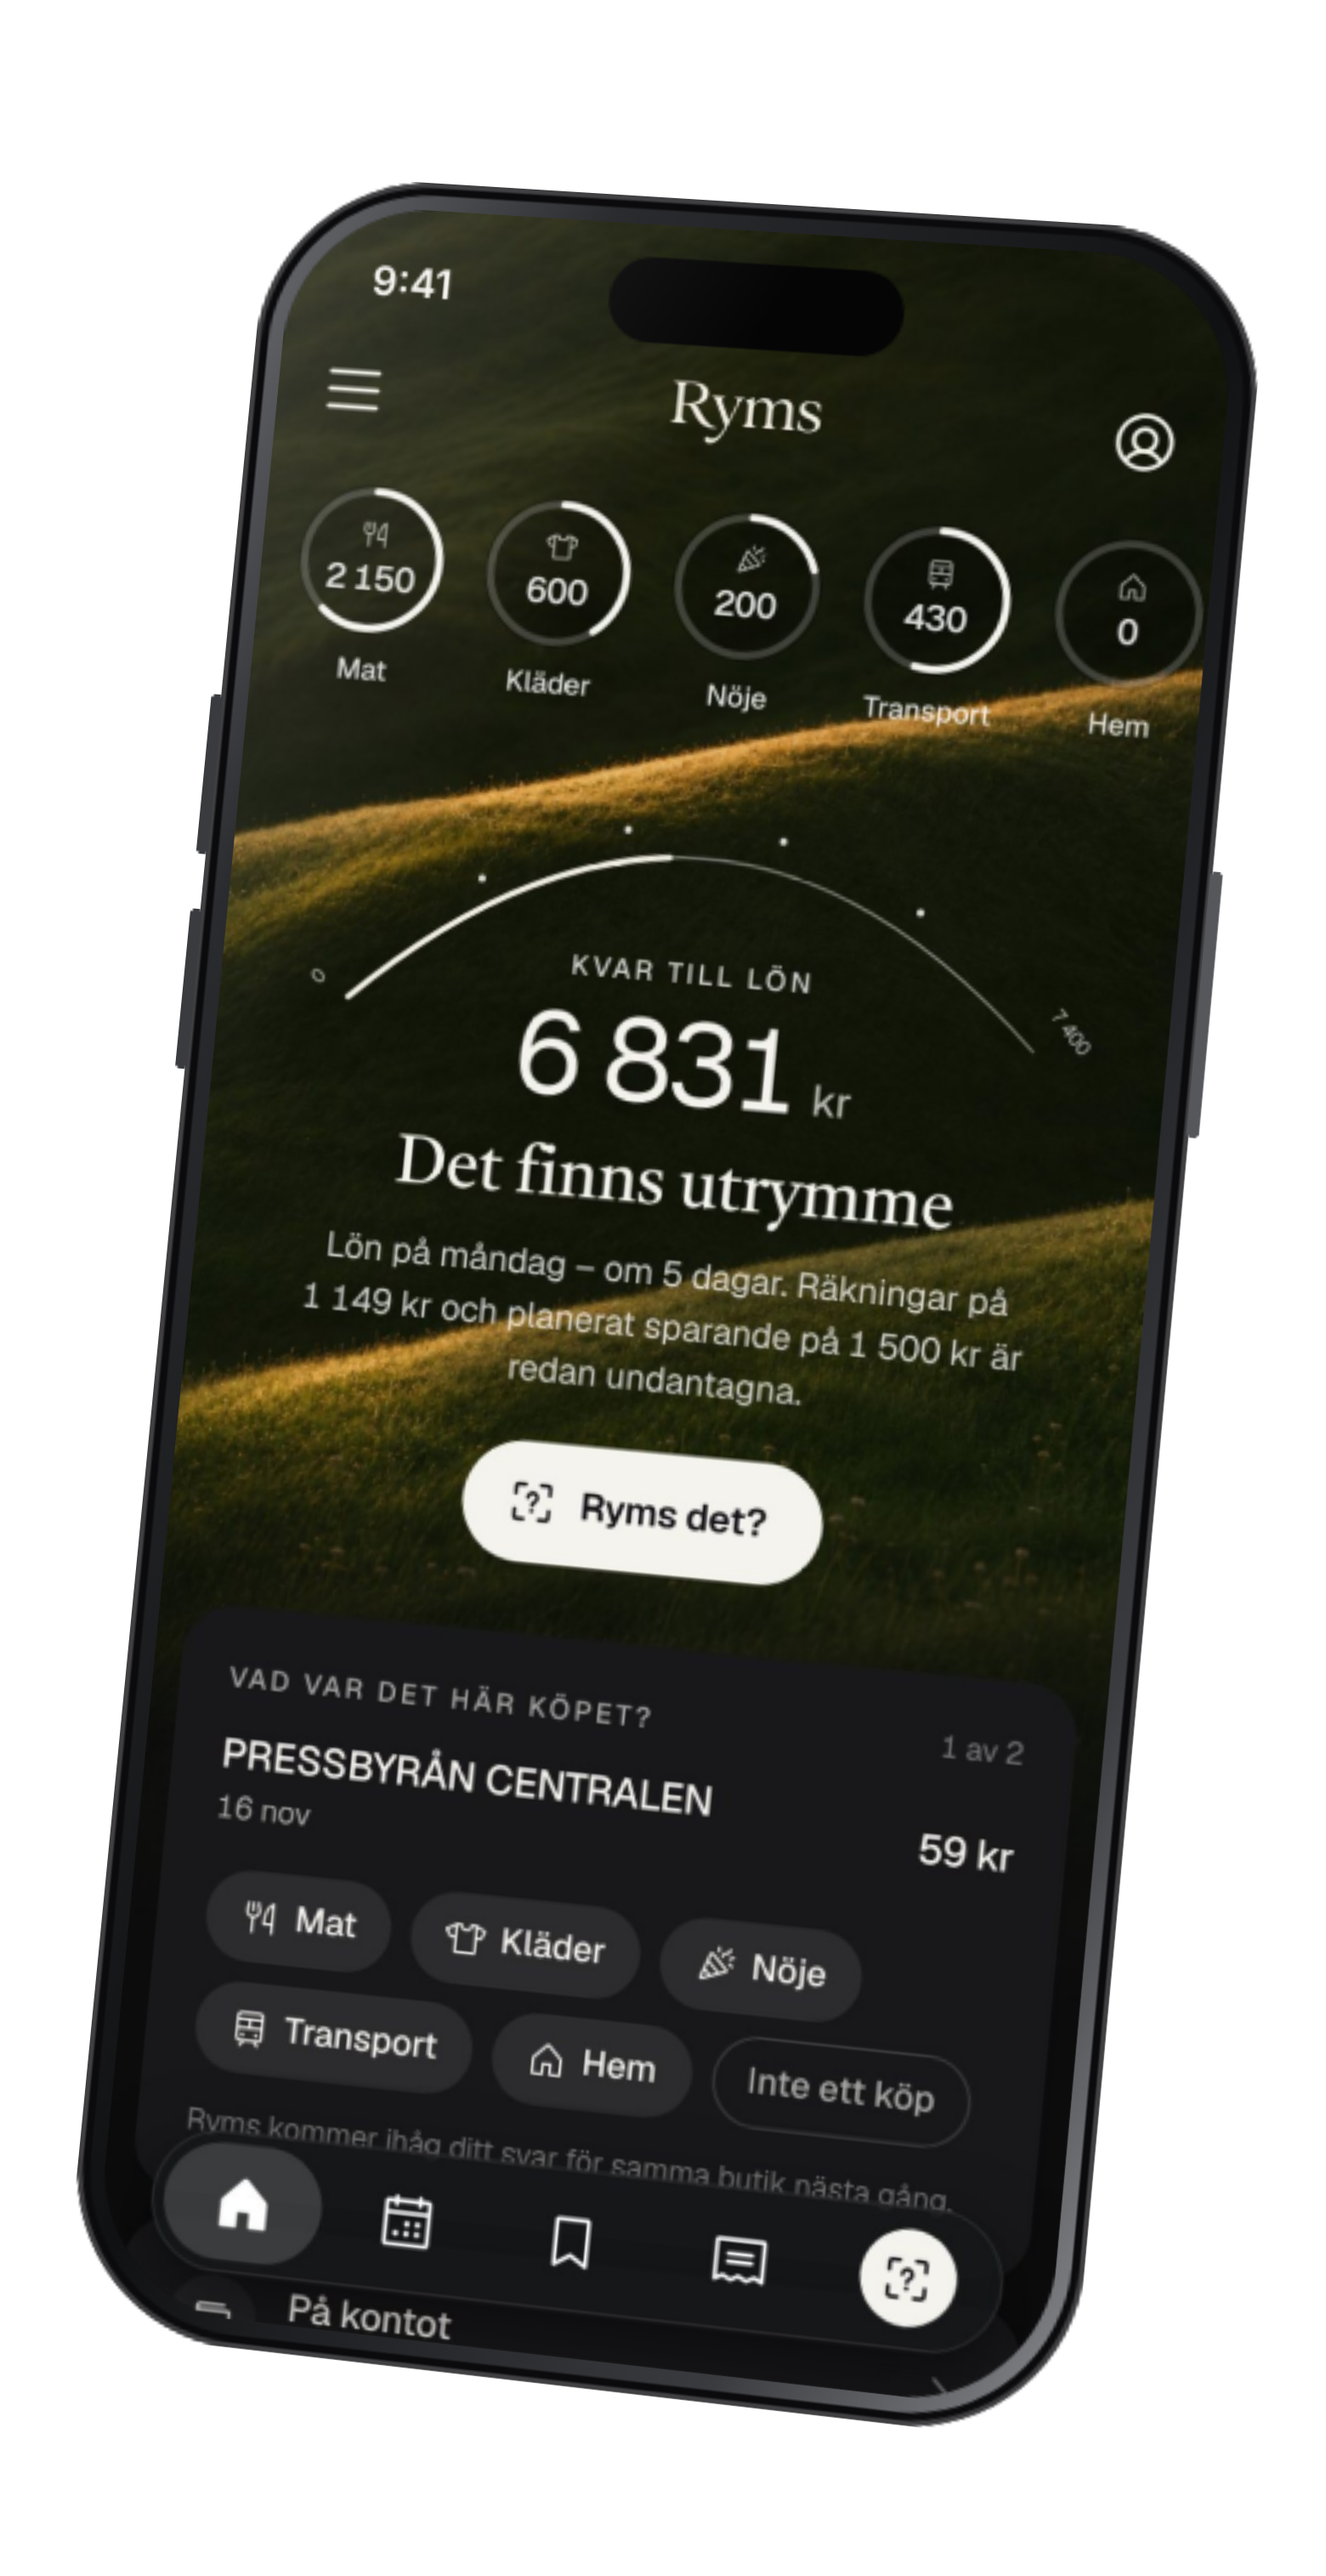 9:41
Ryms
2 150
600
200
430
0
Mat
Kläder
Nöje
Transport
Hem
0
7 400
KVAR TILL LÖN
6 831 kr
Det finns utrymme
Lön på måndag – om 5 dagar. Räkningar på
1 149 kr och planerat sparande på 1 500 kr är
redan undantagna.
Ryms det?
VAD VAR DET HÄR KÖPET?
1 av 2
PRESSBYRÅN CENTRALEN
16 nov
59 kr
Mat
Kläder
Nöje
Transport
Hem
Inte ett köp
Ryms kommer ihåg ditt svar för samma butik nästa gång.
På kontot